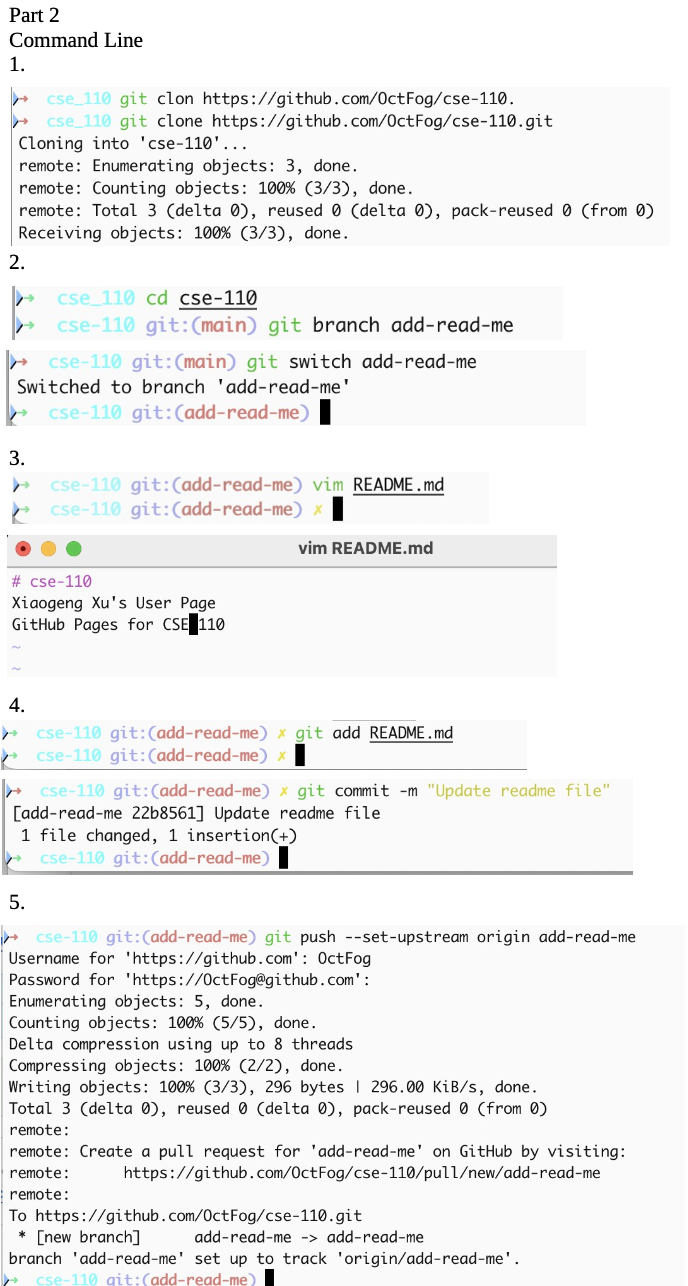 Part 2
Command Line
1.
➜ cse_110 git clon https://github.com/OctFog/cse-110.
➜ cse_110 git clone https://github.com/OctFog/cse-110.git
Cloning into 'cse-110'...
remote: Enumerating objects: 3, done.
remote: Counting objects: 100% (3/3), done.
remote: Total 3 (delta 0), reused 0 (delta 0), pack-reused 0 (from 0)
Receiving objects: 100% (3/3), done.
2.
➜ cse_110 cd cse-110
➜ cse-110 git:(main) git branch add-read-me
➜ cse-110 git:(main) git switch add-read-me
Switched to branch 'add-read-me'
➜ cse-110 git:(add-read-me)
3.
➜ cse-110 git:(add-read-me) vim README.md
➜ cse-110 git:(add-read-me) ✗
vim README.md
# cse-110
Xiaogeng Xu's User Page
GitHub Pages for CSE 110
~
~
4.
➜ cse-110 git:(add-read-me) ✗ git add README.md
➜ cse-110 git:(add-read-me) ✗
➜ cse-110 git:(add-read-me) ✗ git commit -m "Update readme file"
[add-read-me 22b8561] Update readme file
1 file changed, 1 insertion(+)
➜ cse-110 git:(add-read-me)
5.
➜ cse-110 git:(add-read-me) git push --set-upstream origin add-read-me
Username for 'https://github.com': OctFog
Password for 'https://OctFog@github.com':
Enumerating objects: 5, done.
Counting objects: 100% (5/5), done.
Delta compression using up to 8 threads
Compressing objects: 100% (2/2), done.
Writing objects: 100% (3/3), 296 bytes | 296.00 KiB/s, done.
Total 3 (delta 0), reused 0 (delta 0), pack-reused 0 (from 0)
remote:
remote: Create a pull request for 'add-read-me' on GitHub by visiting:
remote: https://github.com/OctFog/cse-110/pull/new/add-read-me
remote:
To https://github.com/OctFog/cse-110.git
* [new branch] add-read-me -> add-read-me
branch 'add-read-me' set up to track 'origin/add-read-me'.
➜ cse-110 git:(add-read-me)